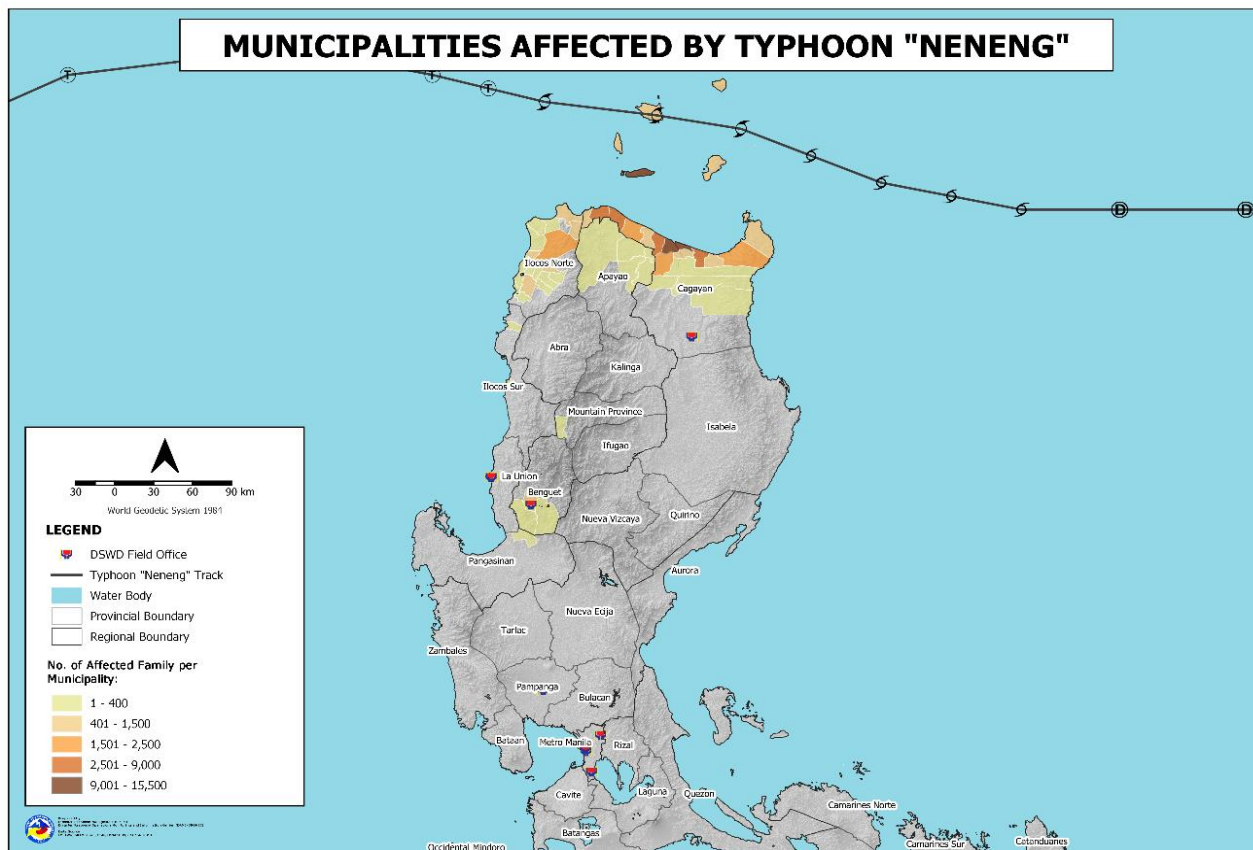 MUNICIPALITIES AFFECTED BY TYPHOON "NENENG"
T
T
T
D
D
Ilocos Norte
Apayao
Cagayan
Abra
Kalinga
Ilocos Sur
Mountain Province
Isabela
Ifugao
La Union
Benguet
Nueva Vizcaya
Quirino
Pangasinan
Aurora
Nueva Ecija
Tarlac
Zambales
Pampanga
Bulacan
Bataan
Metro Manila
Rizal
Cavite
Laguna
Quezon
Batangas
Camarines Norte
Occidental Mindoro
Camarines Sur
Catanduanes
30 0 30 60 90 km
World Geodetic System 1984
LEGEND
DSWD Field Office
Typhoon "Neneng" Track
Water Body
Provincial Boundary
Regional Boundary
No. of Affected Family per
Municipality:
1 - 400
401 - 1,500
1,501 - 2,500
2,501 - 9,000
9,001 - 15,500